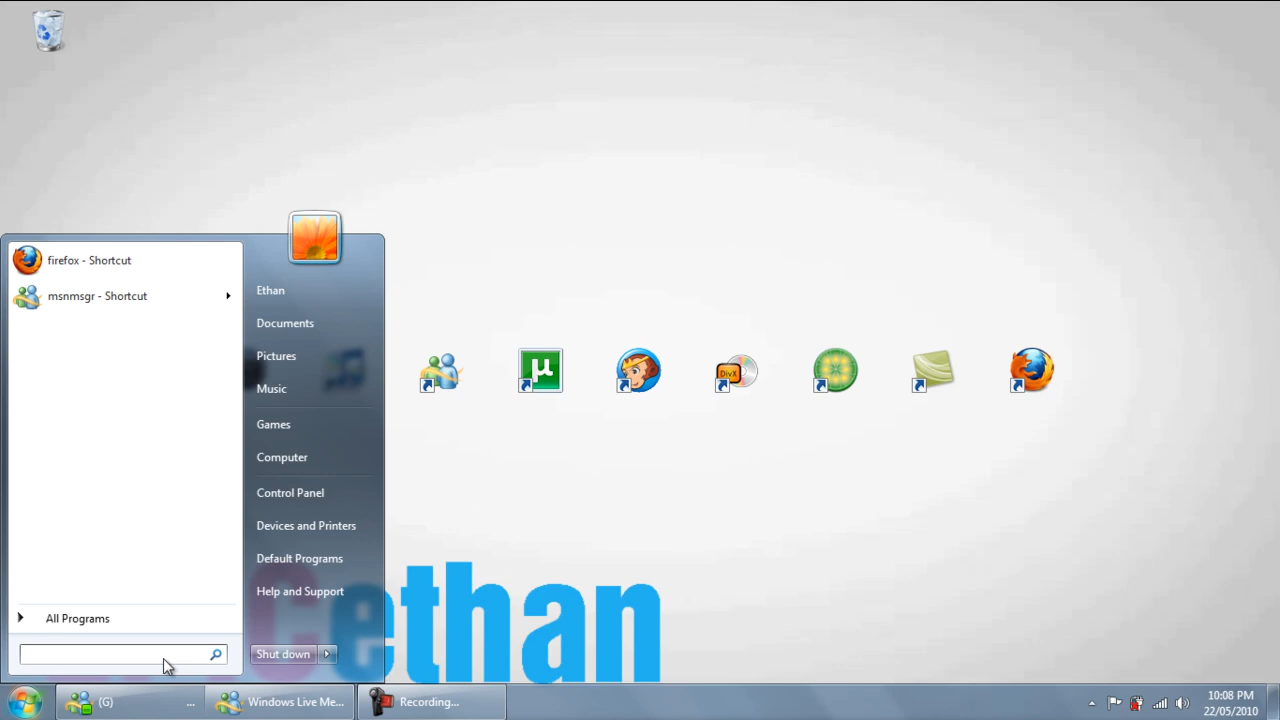 firefox - Shortcut
msnmsgr - Shortcut
All Programs
Ethan
Documents
Pictures
Music
Games
Computer
Control Panel
Devices and Printers
Default Programs
Help and Support
Shut down
µ
DivX
ethan
(G) ...
Windows Live Me...
Recording...
10:08 PM
22/05/2010